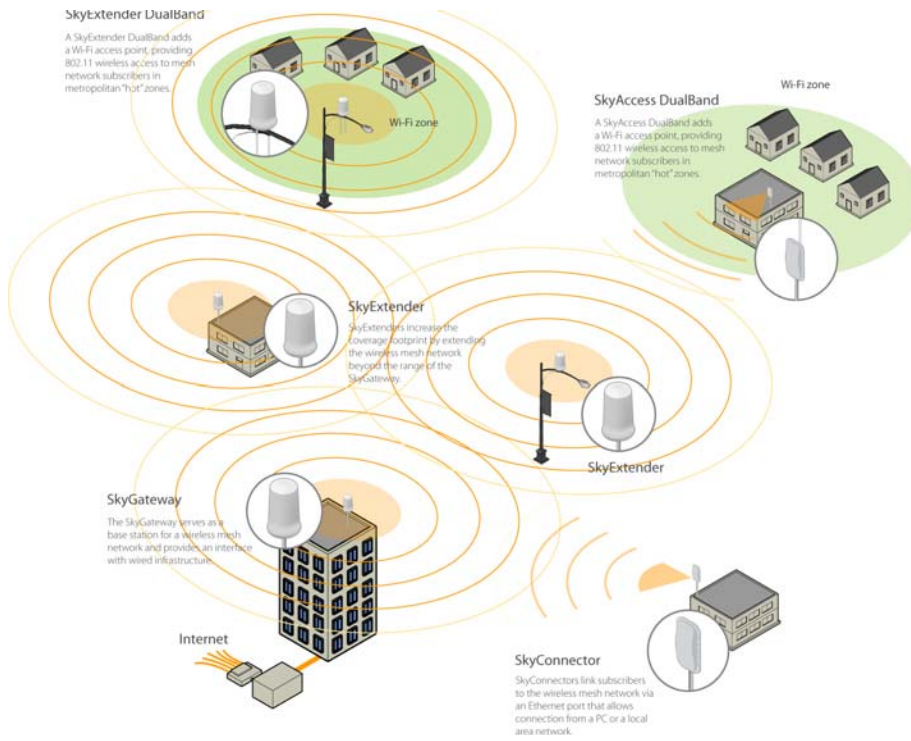 SkyExtender DualBand
A SkyExtender DualBand adds
a Wi-Fi access point, providing
802.11 wireless access to mesh
network subscribers in
metropolitan "hot" zones.
Wi-Fi zone
Wi-Fi zone
SkyAccess DualBand
A SkyAccess DualBand adds
a Wi-Fi access point, providing
802.11 wireless access to mesh
network subscribers in
metropolitan "hot" zones.
SkyExtender
SkyExtenders increase the
coverage footprint by extending
the wireless mesh network
beyond the range of the
SkyGateway.
SkyExtender
SkyGateway
The SkyGateway serves as a
base station for a wireless mesh
network and provides an interface
with wired infrastructure.
Internet
SkyConnector
SkyConnectors link subscribers
to the wireless mesh network via
an Ethernet port that allows
connection from a PC or a local
area network.